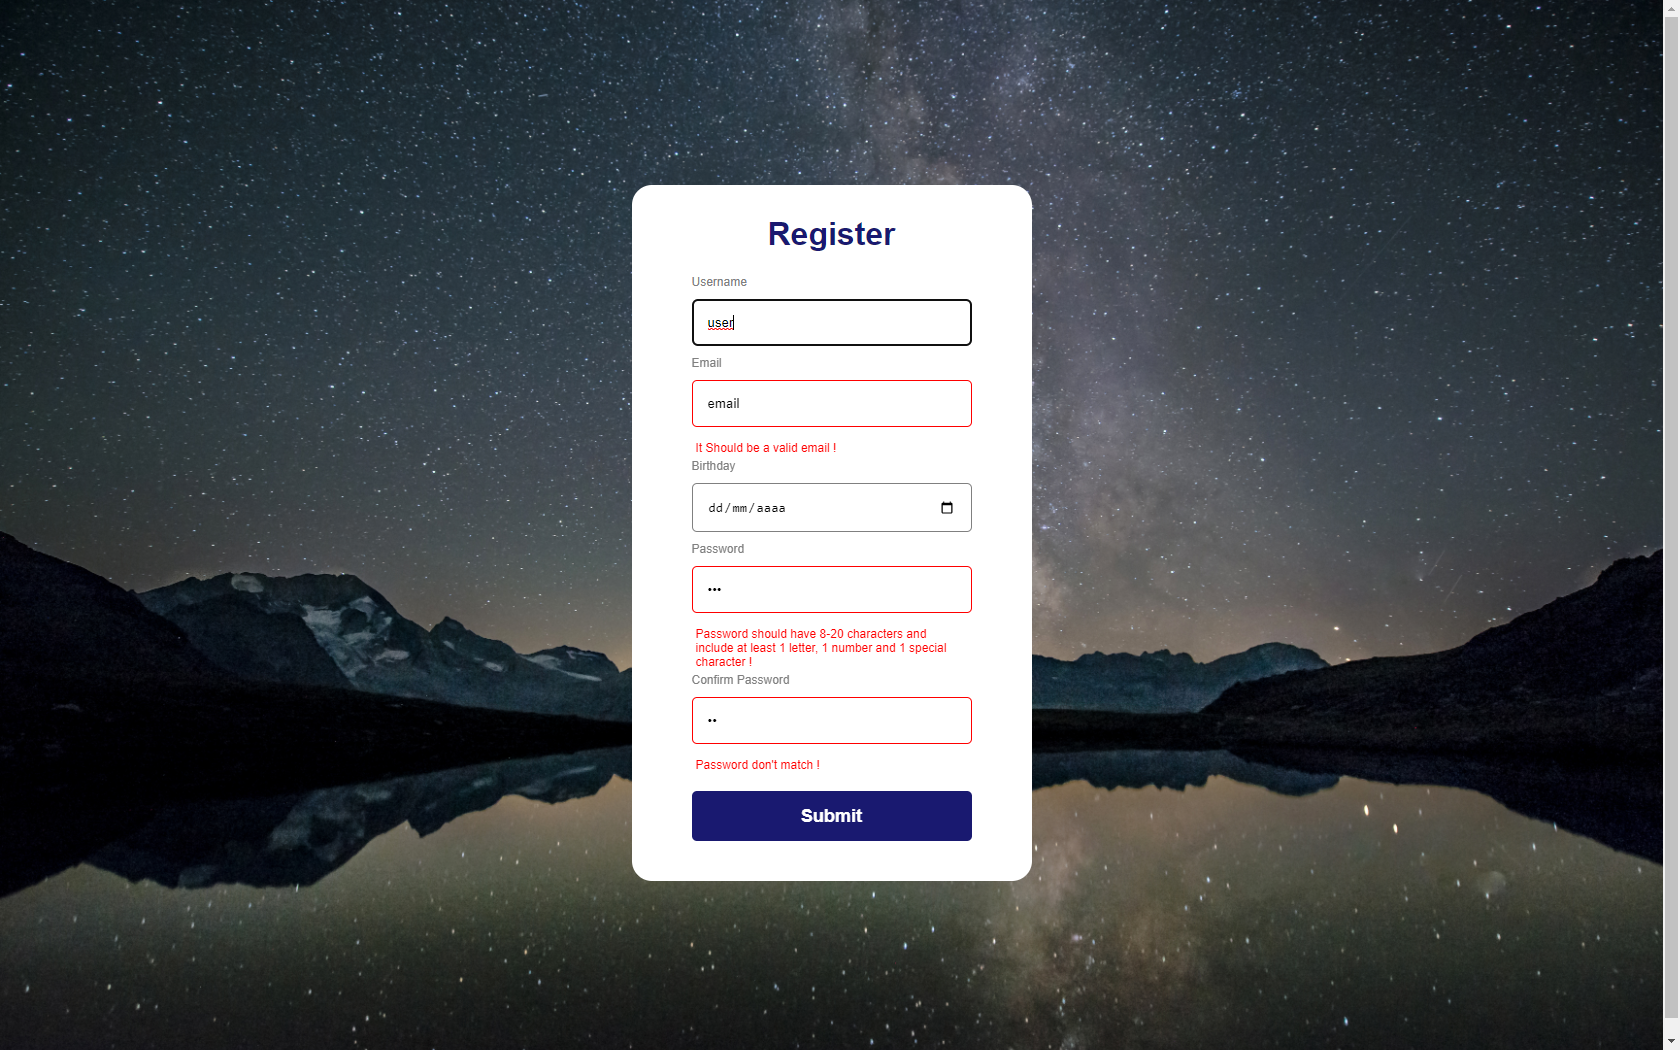 Register
Username
user
Email
email
It Should be a valid email !
Birthday
dd/mm/aaaa
Password
•••
Password should have 8-20 characters and
include at least 1 letter, 1 number and 1 special
character !
Confirm Password
••
Password don't match !
Submit